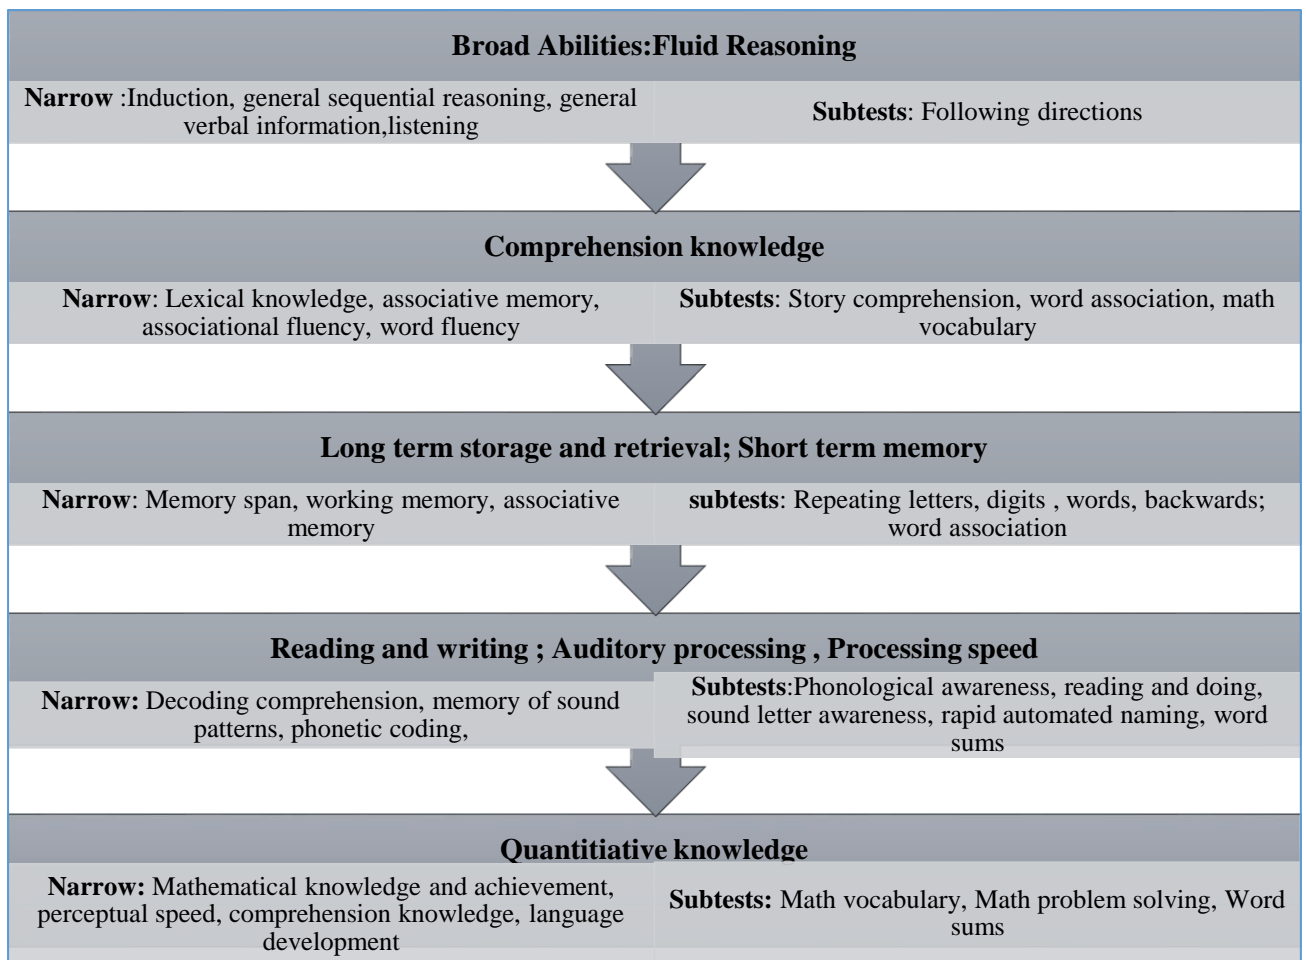 Broad Abilities:Fluid Reasoning
Narrow :Induction, general sequential reasoning, general
verbal information,listening
Subtests: Following directions
Comprehension knowledge
Narrow: Lexical knowledge, associative memory,
associational fluency, word fluency
Subtests: Story comprehension, word association, math
vocabulary
Long term storage and retrieval; Short term memory
Narrow: Memory span, working memory, associative
memory
subtests: Repeating letters, digits , words, backwards;
word association
Reading and writing ; Auditory processing , Processing speed
Narrow: Decoding comprehension, memory of sound
patterns, phonetic coding,
Subtests:Phonological awareness, reading and doing,
sound letter awareness, rapid automated naming, word
sums
Quantitiative knowledge
Narrow: Mathematical knowledge and achievement,
perceptual speed, comprehension knowledge, language
development
Subtests: Math vocabulary, Math problem solving, Word
sums